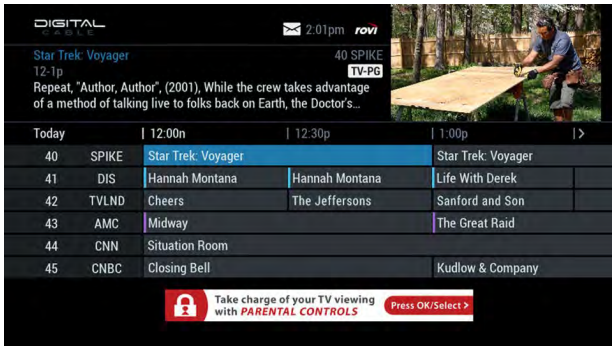 DIGITAL
CABLE
2:01pm rovi
Star Trek: Voyager 40 SPIKE
12-1p TV-PG
Repeat, "Author, Author", (2001), While the crew takes advantage
of a method of talking live to folks back on Earth, the Doctor's...
Today 12:00n 12:30p 1:00p
40 SPIKE Star Trek: Voyager Star Trek: Voyager
41 DIS Hannah Montana Hannah Montana Life With Derek
42 TVLND Cheers The Jeffersons Sanford and Son
43 AMC Midway The Great Raid
44 CNN Situation Room
45 CNBC Closing Bell Kudlow & Company
Take charge of your TV viewing
with PARENTAL CONTROLS
Press OK/Select >